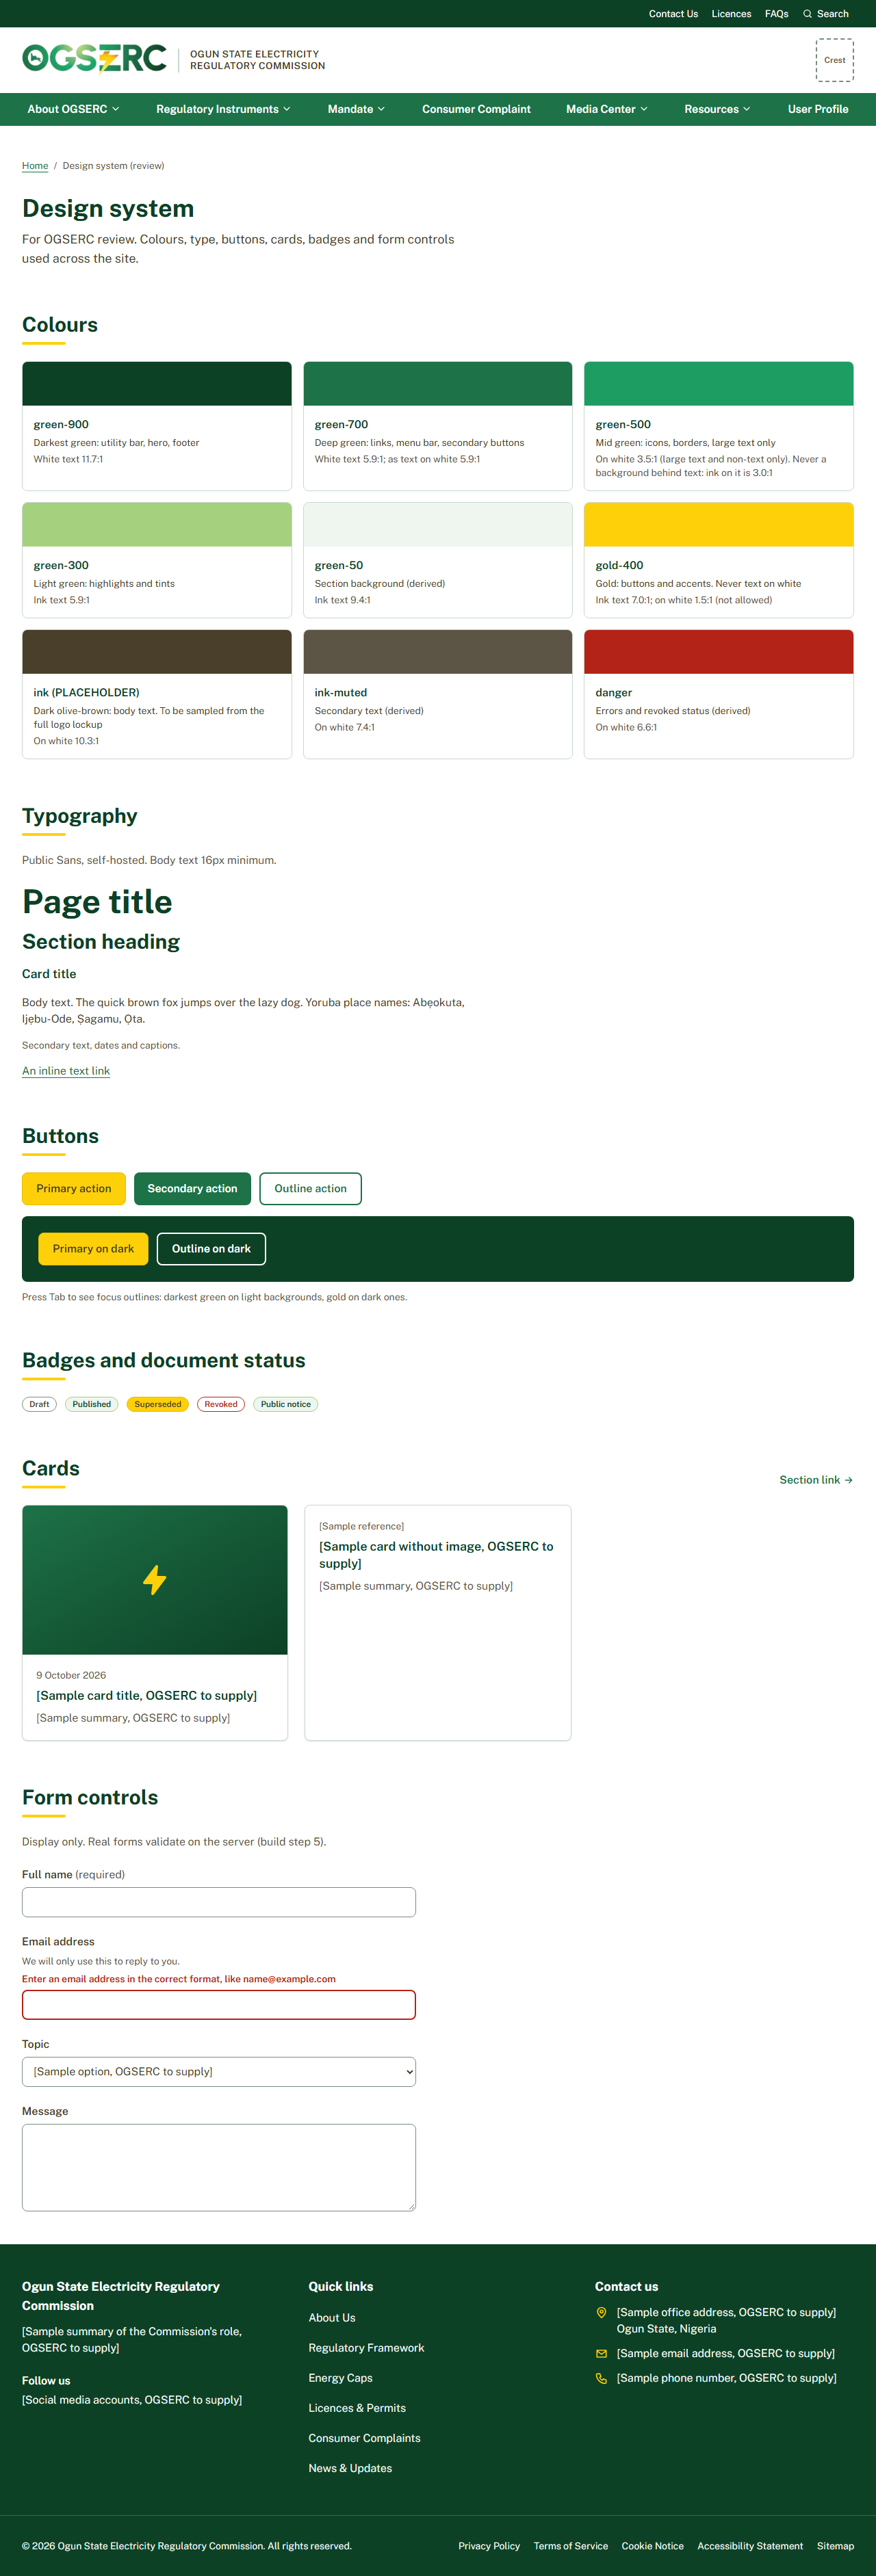 Contact Us Licences FAQs Search
OGSERC
OGUN STATE ELECTRICITY
REGULATORY COMMISSION
Crest
About OGSERC Regulatory Instruments Mandate Consumer Complaint Media Center Resources User Profile
Home / Design system (review)
Design system
For OGSERC review. Colours, type, buttons, cards, badges and form controls
used across the site.
Colours
green-900
Darkest green: utility bar, hero, footer
White text 11.7:1
green-700
Deep green: links, menu bar, secondary buttons
White text 5.9:1; as text on white 5.9:1
green-500
Mid green: icons, borders, large text only
On white 3.5:1 (large text and non-text only). Never a
background behind text: ink on it is 3.0:1
green-300
Light green: highlights and tints
Ink text 5.9:1
green-50
Section background (derived)
Ink text 9.4:1
gold-400
Gold: buttons and accents. Never text on white
Ink text 7.0:1; on white 1.5:1 (not allowed)
ink (PLACEHOLDER)
Dark olive-brown: body text. To be sampled from the
full logo lockup
On white 10.3:1
ink-muted
Secondary text (derived)
On white 7.4:1
danger
Errors and revoked status (derived)
On white 6.6:1
Typography
Public Sans, self-hosted. Body text 16px minimum.
Page title
Section heading
Card title
Body text. The quick brown fox jumps over the lazy dog. Yoruba place names: Abẹokuta,
Ijẹbu-Ode, Ṣagamu, Ọta.
Secondary text, dates and captions.
An inline text link
Buttons
Primary action Secondary action Outline action
Primary on dark Outline on dark
Press Tab to see focus outlines: darkest green on light backgrounds, gold on dark ones.
Badges and document status
Draft Published Superseded Revoked Public notice
Cards
Section link →
9 October 2026
[Sample card title, OGSERC to supply]
[Sample summary, OGSERC to supply]
[Sample reference]
[Sample card without image, OGSERC to
supply]
[Sample summary, OGSERC to supply]
Form controls
Display only. Real forms validate on the server (build step 5).
Full name (required)
Email address
We will only use this to reply to you.
Enter an email address in the correct format, like name@example.com
Topic
[Sample option, OGSERC to supply]
Message
Ogun State Electricity Regulatory
Commission
[Sample summary of the Commission's role,
OGSERC to supply]
Follow us
[Social media accounts, OGSERC to supply]
Quick links
About Us
Regulatory Framework
Energy Caps
Licences & Permits
Consumer Complaints
News & Updates
Contact us
[Sample office address, OGSERC to supply]
Ogun State, Nigeria
[Sample email address, OGSERC to supply]
[Sample phone number, OGSERC to supply]
© 2026 Ogun State Electricity Regulatory Commission. All rights reserved.
Privacy Policy Terms of Service Cookie Notice Accessibility Statement Sitemap